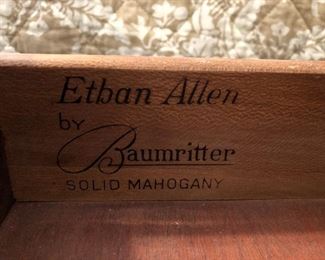 Ethan Allen
by
Baumritter
SOLID MAHOGANY